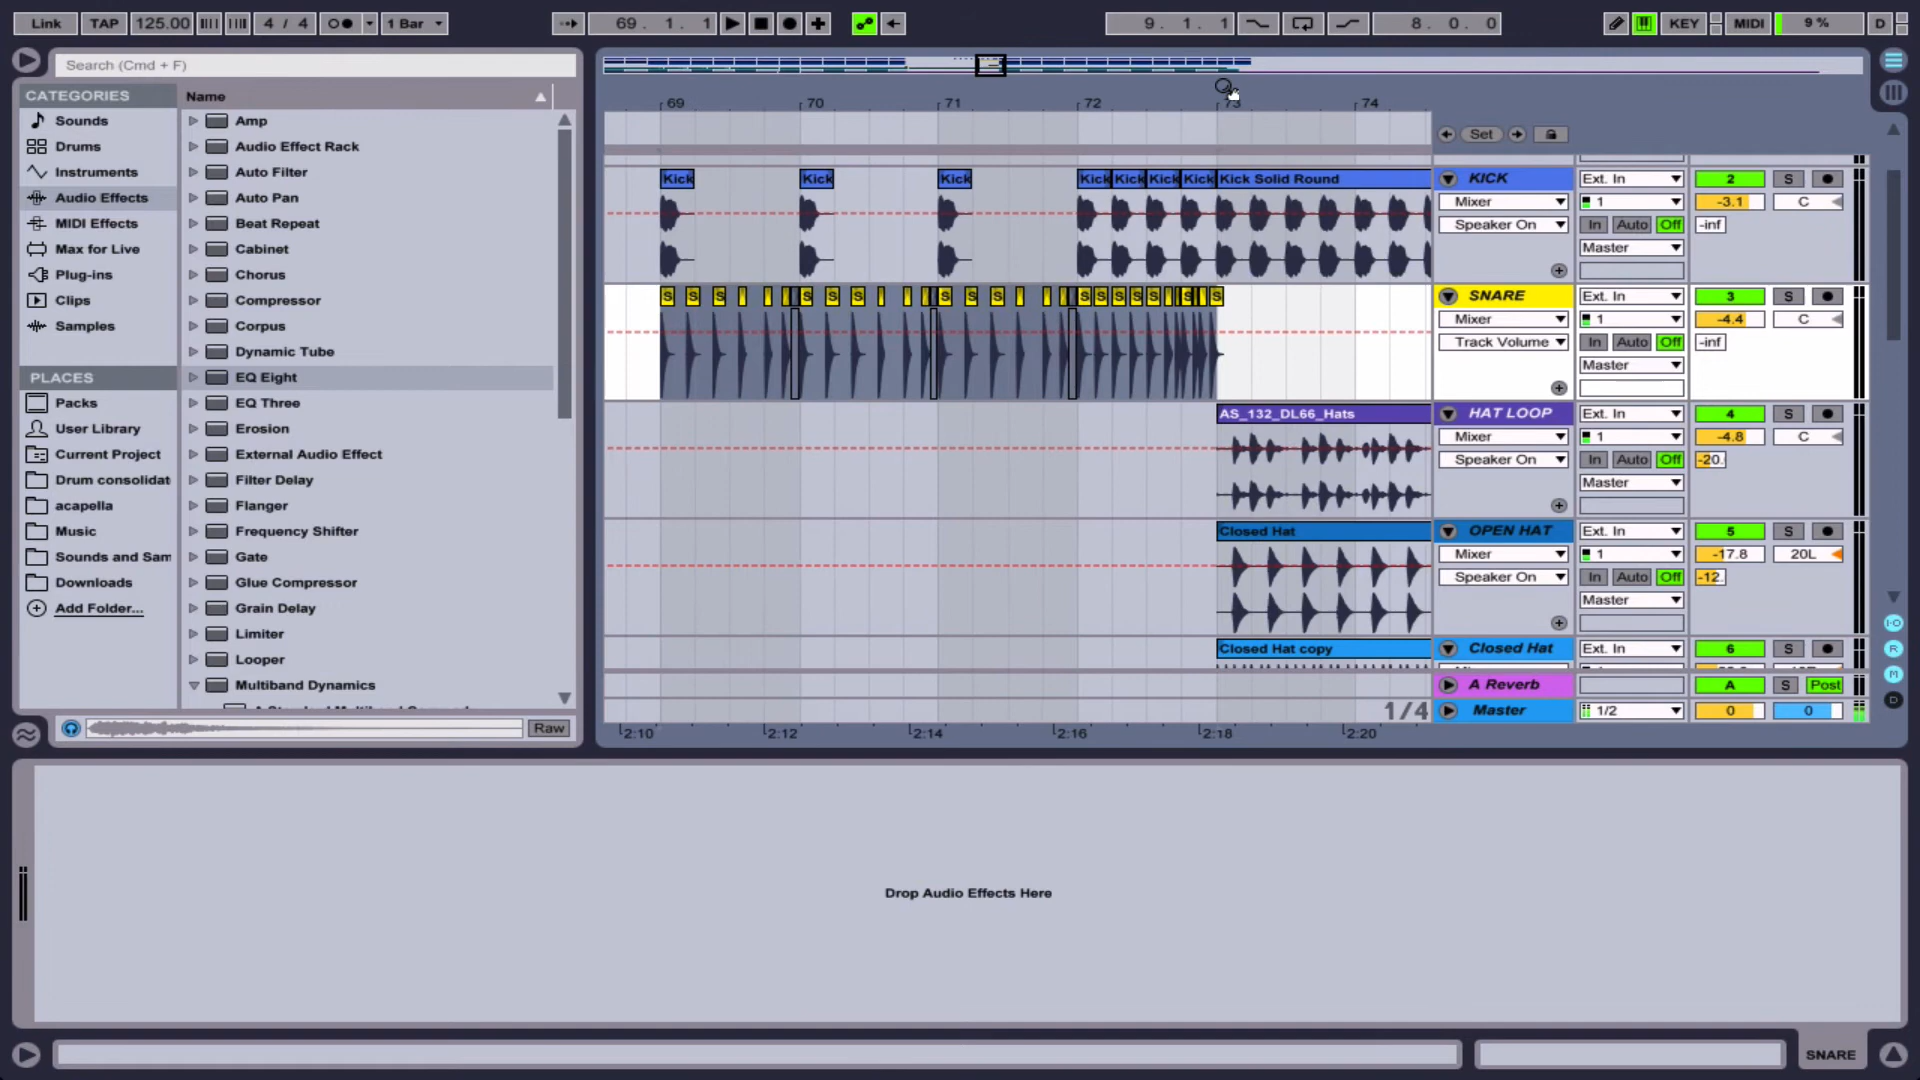 Link TAP 125.00 4 / 4 1 Bar 69. 1. 1 9. 1. 1 8. 0. 0 KEY MIDI 9 % D
Search (Cmd + F)
CATEGORIES
Sounds
Drums
Instruments
Audio Effects
MIDI Effects
Max for Live
Plug-ins
Clips
Samples
PLACES
Packs
User Library
Current Project
Drum consolidat
acapella
Music
Sounds and Sam
Downloads
Add Folder...
Name
Amp
Audio Effect Rack
Auto Filter
Auto Pan
Beat Repeat
Cabinet
Chorus
Compressor
Corpus
Dynamic Tube
EQ Eight
EQ Three
Erosion
External Audio Effect
Filter Delay
Flanger
Frequency Shifter
Gate
Glue Compressor
Grain Delay
Limiter
Looper
Multiband Dynamics
Raw
69 70 71 72 73 74
Set
Kick Kick Kick Kick Kick Kick Kick Kick Solid Round
KICK Ext. In 2 S
Mixer 1 -3.1 C
Speaker On In Auto Off -inf
Master
S S S S S S S S S S S S S S S S
SNARE Ext. In 3 S
Mixer 1 -4.4 C
Track Volume In Auto Off -inf
Master
AS_132_DL66_Hats
HAT LOOP Ext. In 4 S
Mixer 1 -4.8 C
Speaker On In Auto Off -20.
Master
Closed Hat
OPEN HAT Ext. In 5 S
Mixer 1 -17.8 20L
Speaker On In Auto Off -12.
Master
Closed Hat copy
Closed Hat Ext. In 6 S
A Reverb A S Post
1/4 Master 1/2 0 0
I·O
R
M
D
2:10 2:12 2:14 2:16 2:18 2:20
Drop Audio Effects Here
SNARE